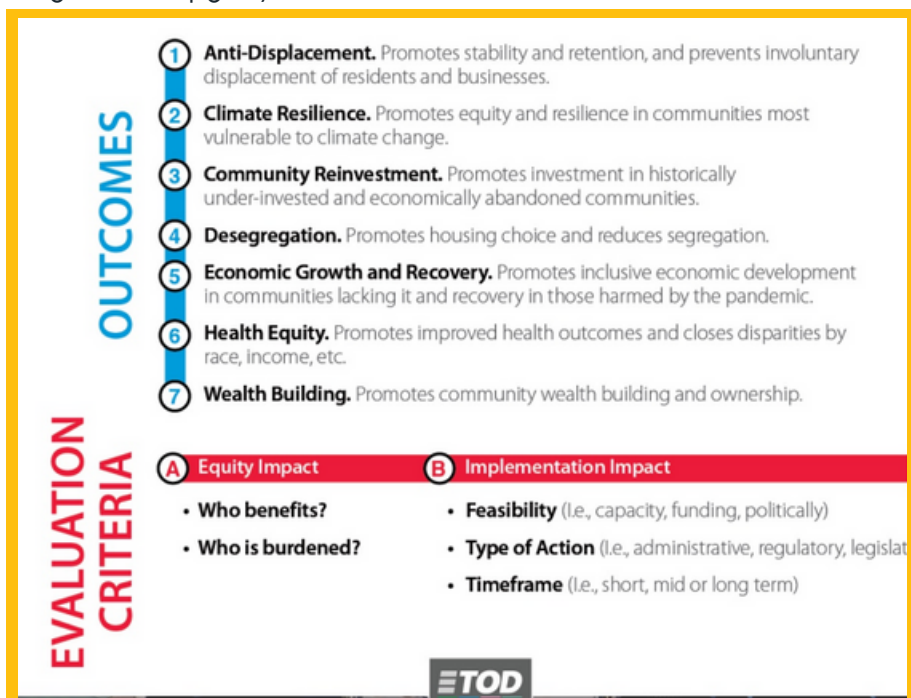 OUTCOMES
1 Anti-Displacement. Promotes stability and retention, and prevents involuntary
displacement of residents and businesses.
2 Climate Resilience. Promotes equity and resilience in communities most
vulnerable to climate change.
3 Community Reinvestment. Promotes investment in historically
under-invested and economically abandoned communities.
4 Desegregation. Promotes housing choice and reduces segregation.
5 Economic Growth and Recovery. Promotes inclusive economic development
in communities lacking it and recovery in those harmed by the pandemic.
6 Health Equity. Promotes improved health outcomes and closes disparities by
race, income, etc.
7 Wealth Building. Promotes community wealth building and ownership.
EVALUATION
CRITERIA
A Equity Impact
• Who benefits?
• Who is burdened?
B Implementation Impact
• Feasibility (I.e., capacity, funding, politically)
• Type of Action (I.e., administrative, regulatory, legislat
• Timeframe (I.e., short, mid or long term)
ETOD